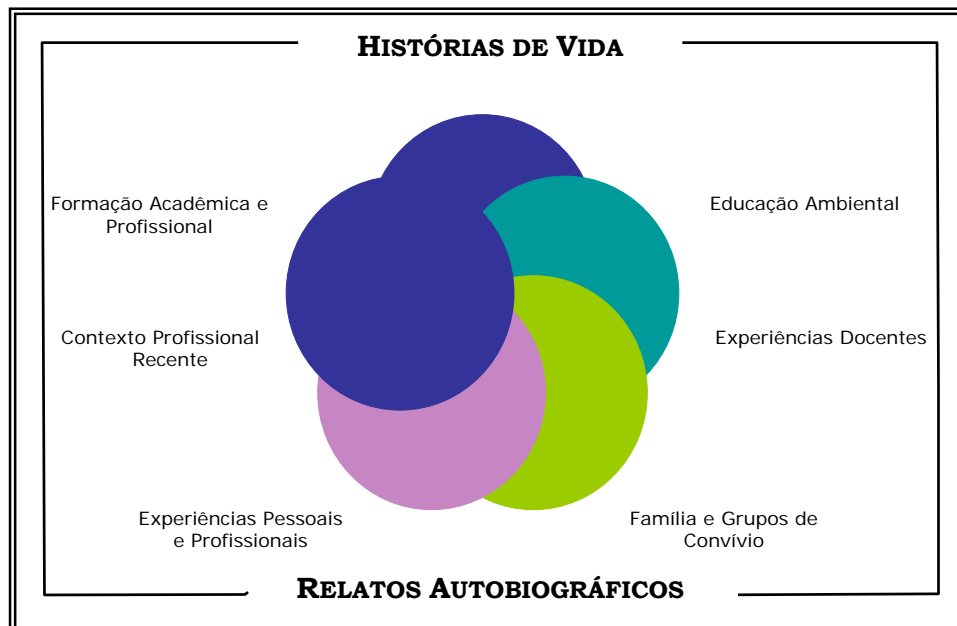 HISTÓRIAS DE VIDA
Formação Acadêmica e
Profissional
Educação Ambiental
Contexto Profissional
Recente
Experiências Docentes
Experiências Pessoais
e Profissionais
Família e Grupos de
Convívio
RELATOS AUTOBIOGRÁFICOS